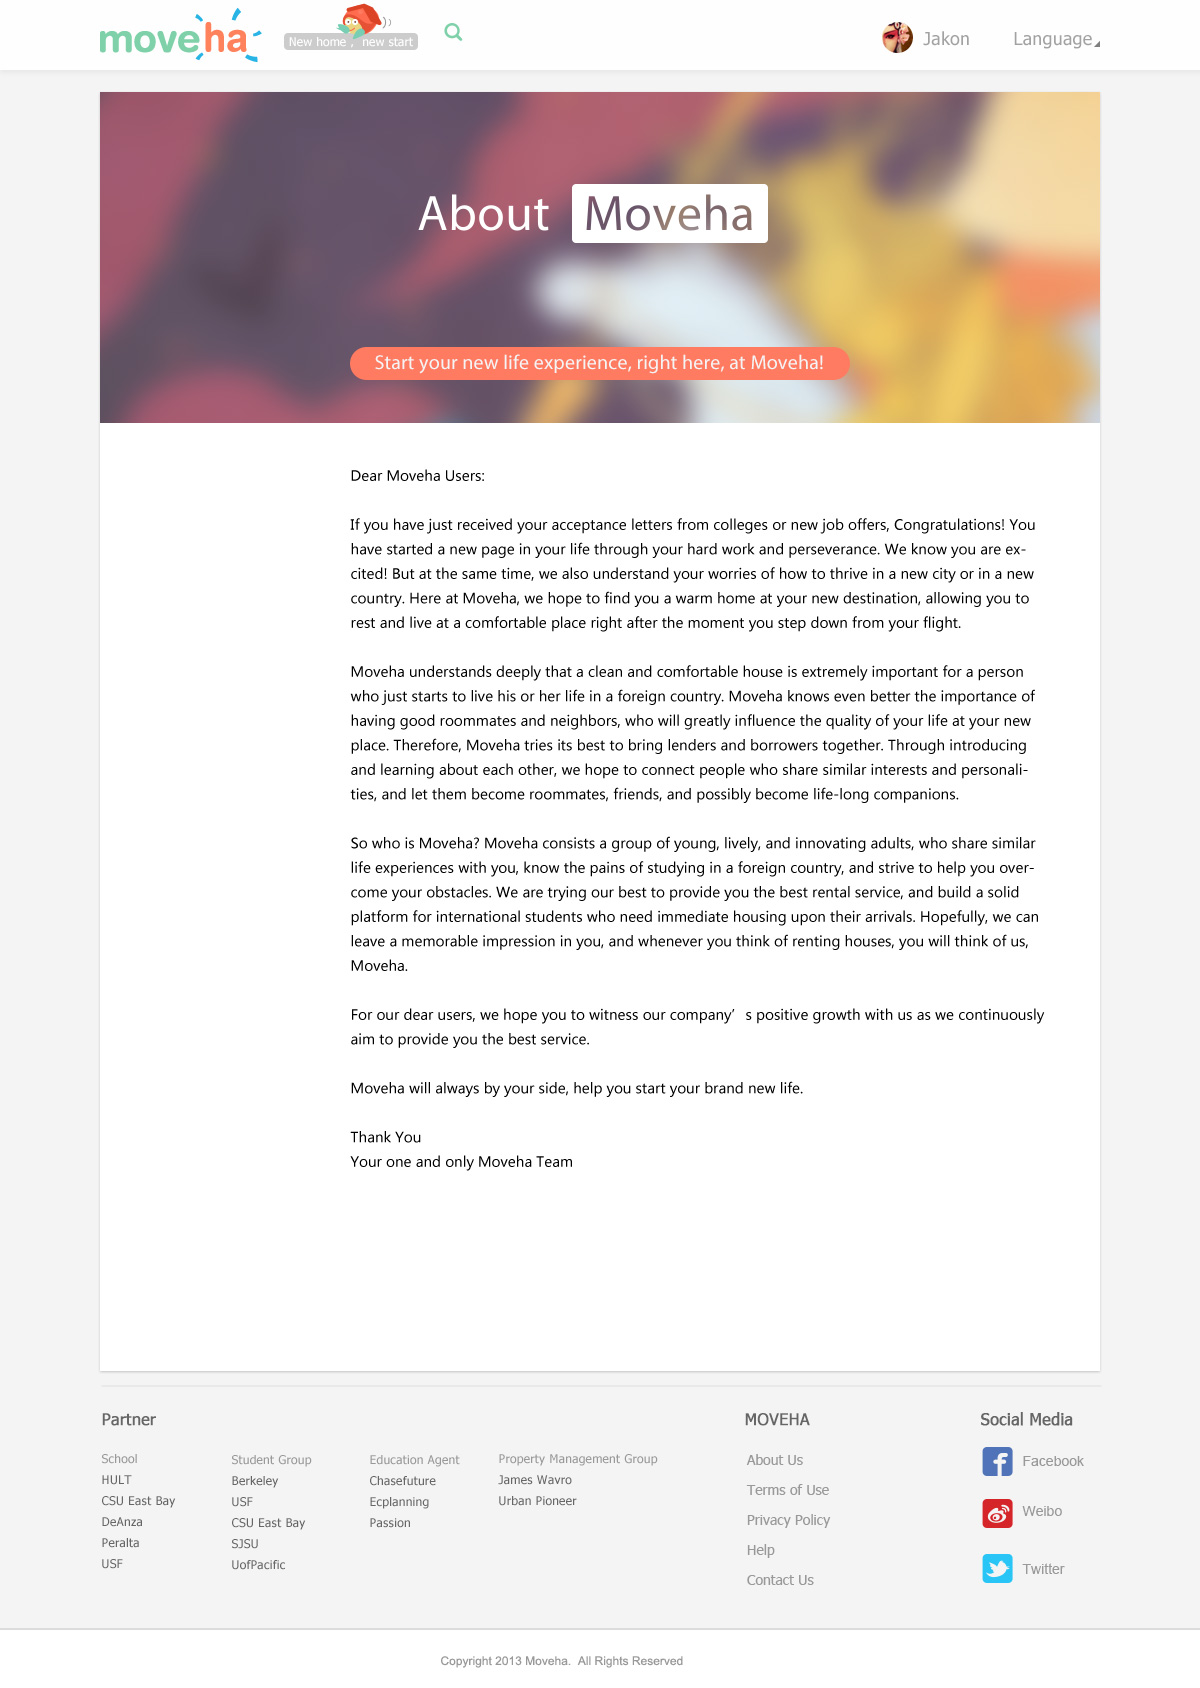 moveha
New home , new start
Jakon
Language
About Moveha
Start your new life experience, right here, at Moveha!
Dear Moveha Users:
If you have just received your acceptance letters from colleges or new job offers, Congratulations! You
have started a new page in your life through your hard work and perseverance. We know you are ex-
cited! But at the same time, we also understand your worries of how to thrive in a new city or in a new
country. Here at Moveha, we hope to find you a warm home at your new destination, allowing you to
rest and live at a comfortable place right after the moment you step down from your flight.
Moveha understands deeply that a clean and comfortable house is extremely important for a person
who just starts to live his or her life in a foreign country. Moveha knows even better the importance of
having good roommates and neighbors, who will greatly influence the quality of your life at your new
place. Therefore, Moveha tries its best to bring lenders and borrowers together. Through introducing
and learning about each other, we hope to connect people who share similar interests and personali-
ties, and let them become roommates, friends, and possibly become life-long companions.
So who is Moveha? Moveha consists a group of young, lively, and innovating adults, who share similar
life experiences with you, know the pains of studying in a foreign country, and strive to help you over-
come your obstacles. We are trying our best to provide you the best rental service, and build a solid
platform for international students who need immediate housing upon their arrivals. Hopefully, we can
leave a memorable impression in you, and whenever you think of renting houses, you will think of us,
Moveha.
For our dear users, we hope you to witness our company’s positive growth with us as we continuously
aim to provide you the best service.
Moveha will always by your side, help you start your brand new life.
Thank You
Your one and only Moveha Team
Partner
School
HULT
CSU East Bay
DeAnza
Peralta
USF
Student Group
Berkeley
USF
CSU East Bay
SJSU
UofPacific
Education Agent
Chasefuture
Ecplanning
Passion
Property Management Group
James Wavro
Urban Pioneer
MOVEHA
About Us
Terms of Use
Privacy Policy
Help
Contact Us
Social Media
Facebook
Weibo
Twitter
Copyright 2013 Moveha. All Rights Reserved